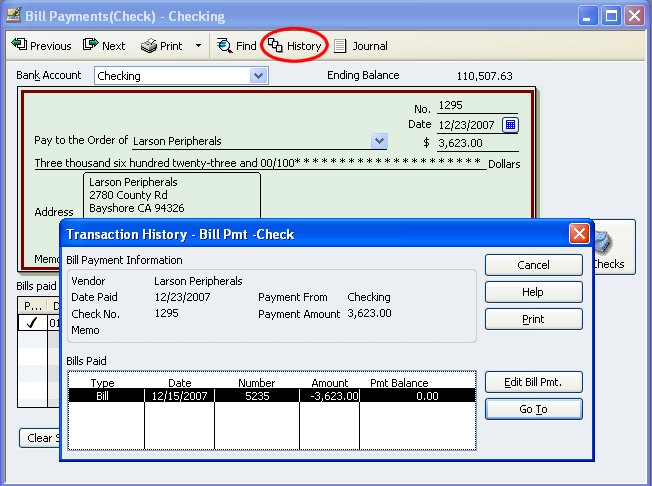 Bill Payments(Check) - Checking
Previous Next Print Find History Journal
Bank Account Checking Ending Balance 110,507.63
No. 1295
Date 12/23/2007
Pay to the Order of Larson Peripherals $ 3,623.00
Three thousand six hundred twenty-three and 00/100* * * * * * * * * * * * * * * * * * * * * Dollars
Larson Peripherals
2780 County Rd
Address Bayshore CA 94326
Memo
Checks
Bills paid
P...
Clear
Transaction History - Bill Pmt -Check
Bill Payment Information
Vendor Larson Peripherals
Date Paid 12/23/2007 Payment From Checking
Check No. 1295 Payment Amount 3,623.00
Memo
Cancel
Help
Print
Bills Paid
Type Date Number Amount Pmt Balance
Bill 12/15/2007 5235 -3,623.00 0.00
Edit Bill Pmt.
Go To